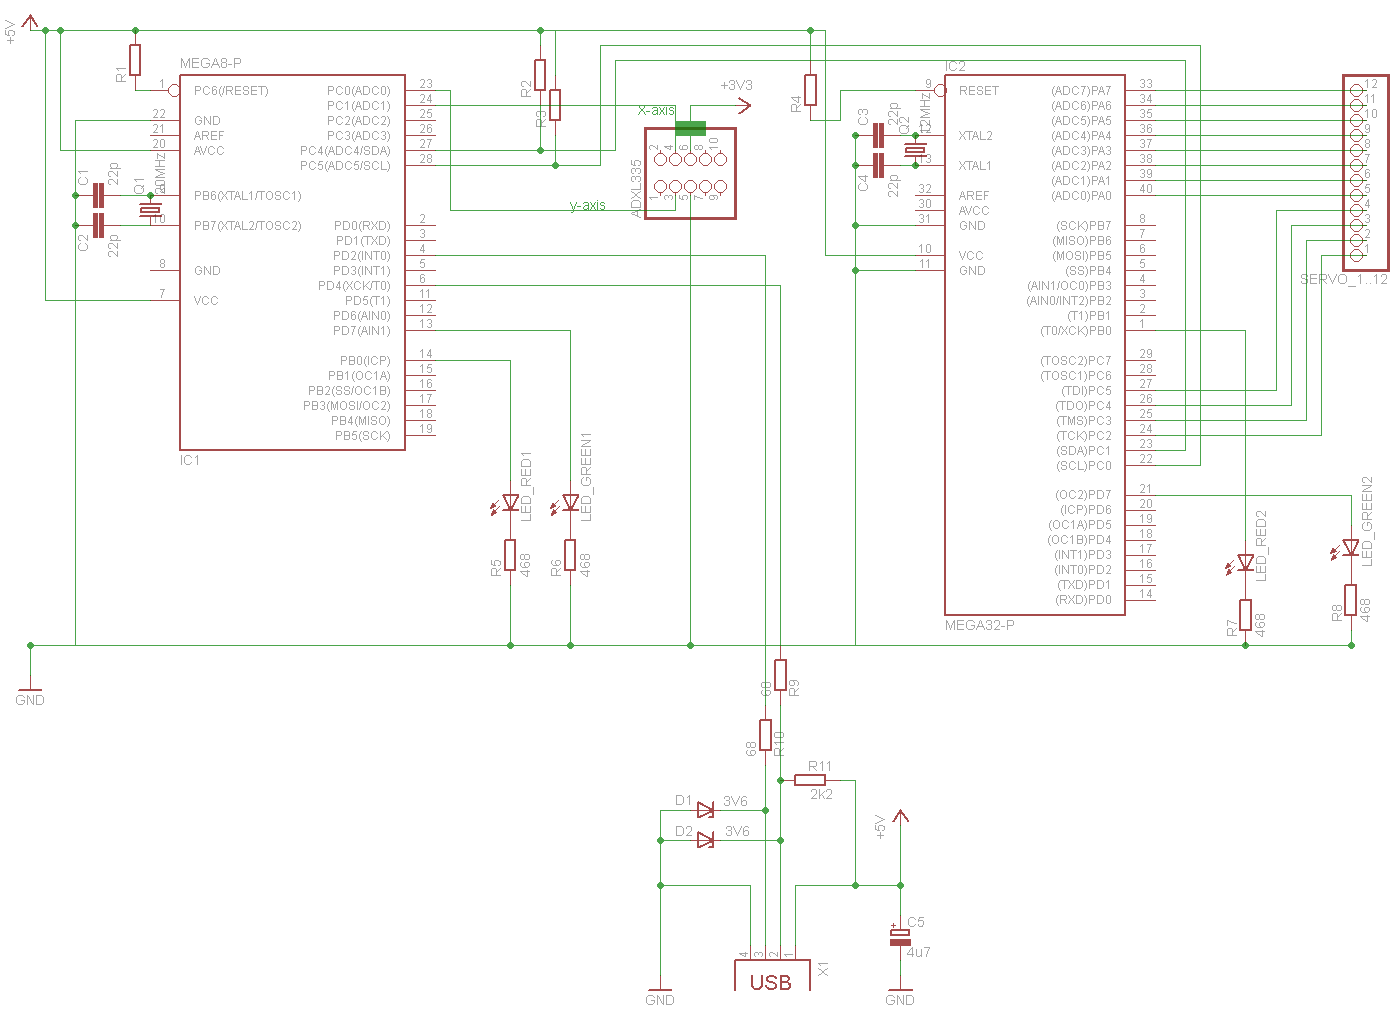 +5V
R1
MEGA8-P
1 PC6(/RESET)
22 GND
21 AREF
20 AVCC
PB6(XTAL1/TOSC1)
10 PB7(XTAL2/TOSC2)
8 GND
7 VCC
PC0(ADC0) 23
PC1(ADC1) 24
PC2(ADC2) 25
PC3(ADC3) 26
PC4(ADC4/SDA) 27
PC5(ADC5/SCL) 28
PD0(RXD) 2
PD1(TXD) 3
PD2(INT0) 4
PD3(INT1) 5
PD4(XCK/T0) 6
PD5(T1) 11
PD6(AIN0) 12
PD7(AIN1) 13
PB0(ICP) 14
PB1(OC1A) 15
PB2(SS/OC1B) 16
PB3(MOSI/OC2) 17
PB4(MISO) 18
PB5(SCK) 19
IC1
C1
22p
Q1
20MHz
C2
22p
R2
R3
X-axis
+3V3
2 4 6 8 10
1 3 5 7 9
ADXL335
y-axis
R4
C3
22p
Q2
12MHz
C4
22p
IC2
9 RESET
12 XTAL2
13 XTAL1
32 AREF
30 AVCC
31 GND
10 VCC
11 GND
(ADC7)PA7 33
(ADC6)PA6 34
(ADC5)PA5 35
(ADC4)PA4 36
(ADC3)PA3 37
(ADC2)PA2 38
(ADC1)PA1 39
(ADC0)PA0 40
(SCK)PB7 8
(MISO)PB6 7
(MOSI)PB5 6
(SS)PB4 5
(AIN1/OC0)PB3 4
(AIN0/INT2)PB2 3
(T1)PB1 2
(T0/XCK)PB0 1
(TOSC2)PC7 29
(TOSC1)PC6 28
(TDI)PC5 27
(TDO)PC4 26
(TMS)PC3 25
(TCK)PC2 24
(SDA)PC1 23
(SCL)PC0 22
(OC2)PD7 21
(ICP)PD6 20
(OC1A)PD5 19
(OC1B)PD4 18
(INT1)PD3 17
(INT0)PD2 16
(TXD)PD1 15
(RXD)PD0 14
MEGA32-P
12
11
10
9
8
7
6
5
4
3
2
1
SERVO_1..12
LED_RED1
LED_GREEN1
R5
468
R6
468
LED_RED2
LED_GREEN2
R7
468
R8
468
GND
68
R9
68
R10
R11
2k2
D1 3V6
D2 3V6
+5V
C5
+
4u7
4 3 2 1
X1
USB
GND
GND